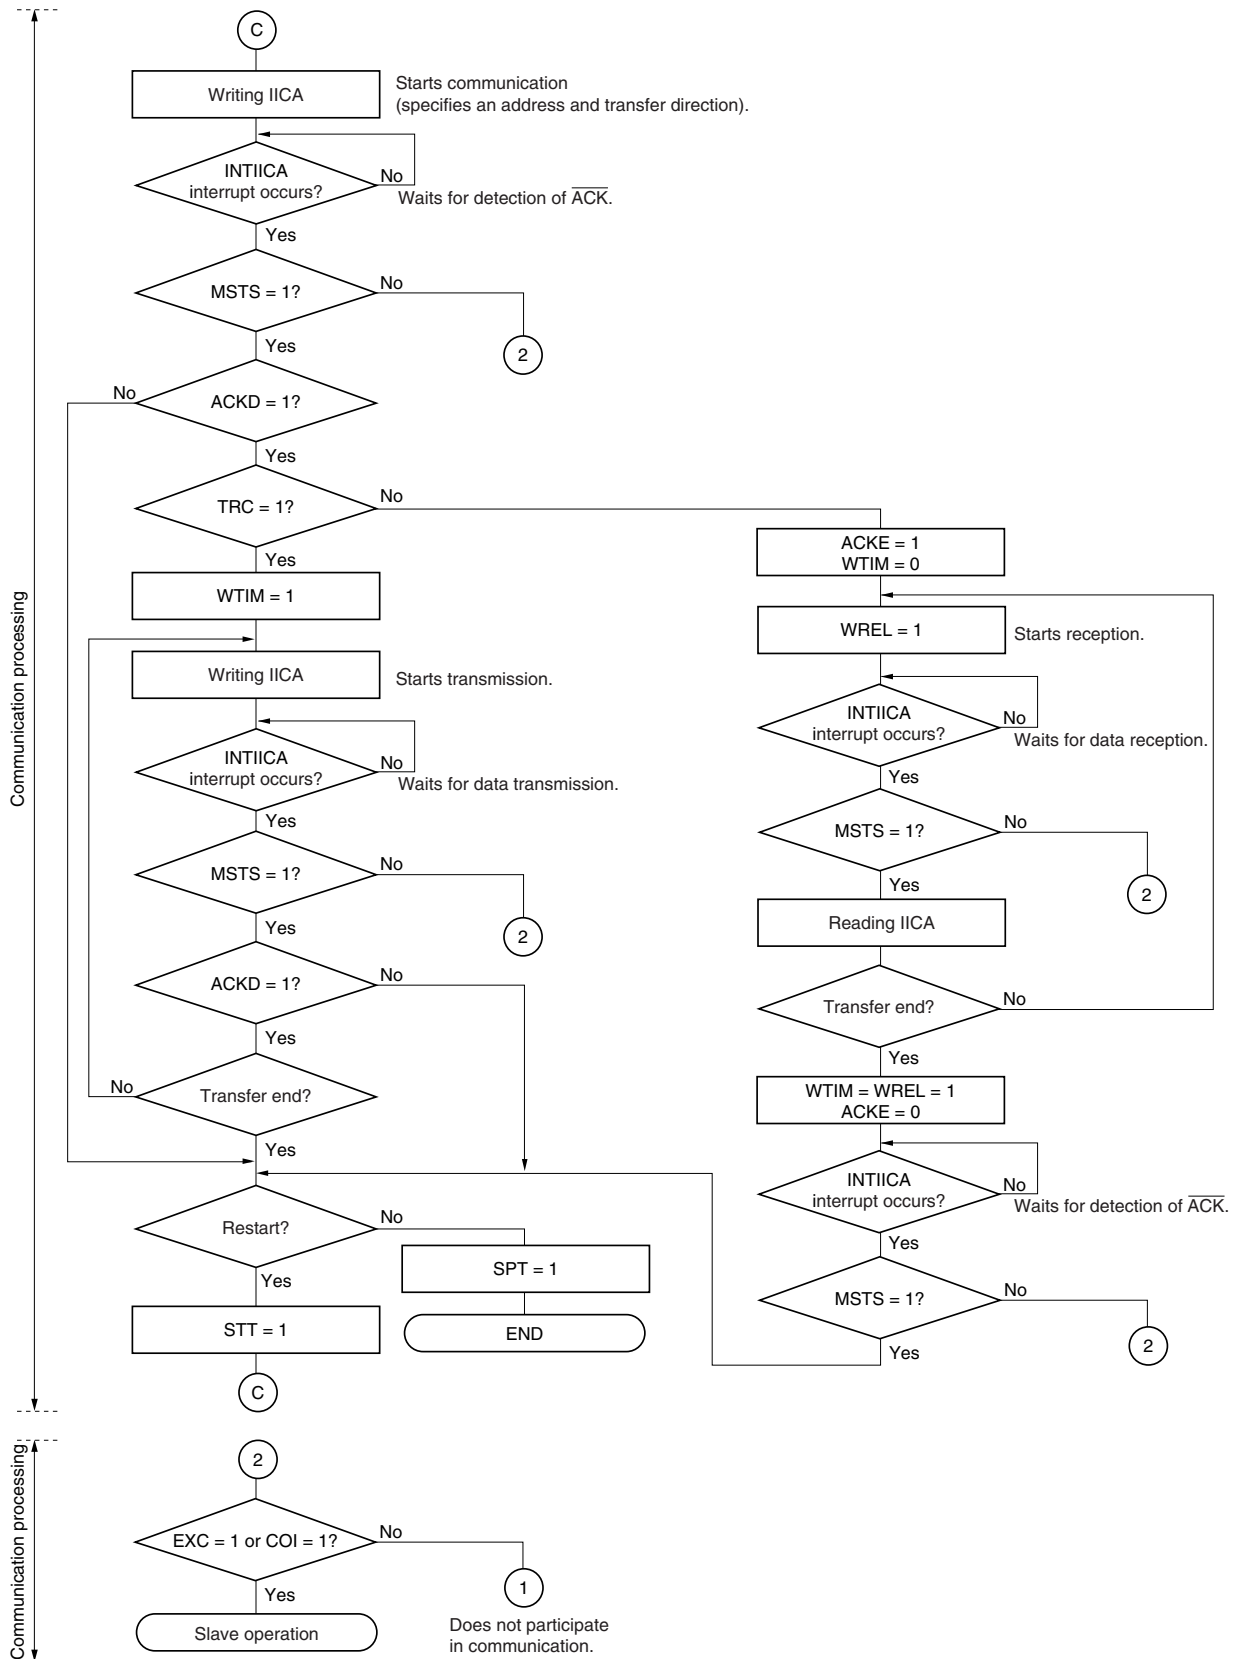 C
Writing IICA
Starts communication
(specifies an address and transfer direction).
INTIICA
interrupt occurs?
No
Waits for detection of ACK.
Yes
MSTS = 1?
No
2
Yes
No
ACKD = 1?
Yes
TRC = 1?
No
Yes
WTIM = 1
Writing IICA
Starts transmission.
INTIICA
interrupt occurs?
No
Waits for data transmission.
Yes
MSTS = 1?
No
2
Yes
ACKD = 1?
No
Yes
No
Transfer end?
Yes
Restart?
No
SPT = 1
END
Yes
STT = 1
C
ACKE = 1
WTIM = 0
WREL = 1
Starts reception.
INTIICA
interrupt occurs?
No
Waits for data reception.
Yes
MSTS = 1?
No
2
Yes
Reading IICA
Transfer end?
No
Yes
WTIM = WREL = 1
ACKE = 0
INTIICA
interrupt occurs?
No
Waits for detection of ACK.
Yes
MSTS = 1?
No
2
Yes
Communication processing
2
EXC = 1 or COI = 1?
No
1
Does not participate
in communication.
Yes
Slave operation
Communication processing